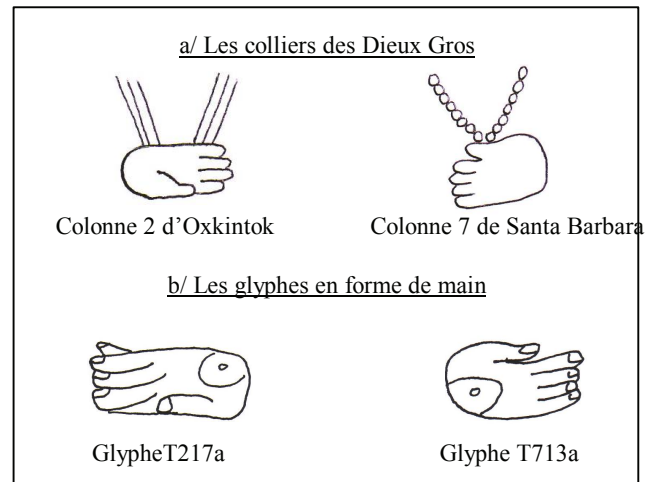 a/ Les colliers des Dieux Gros
Colonne 2 d’Oxkintok
Colonne 7 de Santa Barbara
b/ Les glyphes en forme de main
GlypheT217a
Glyphe T713a